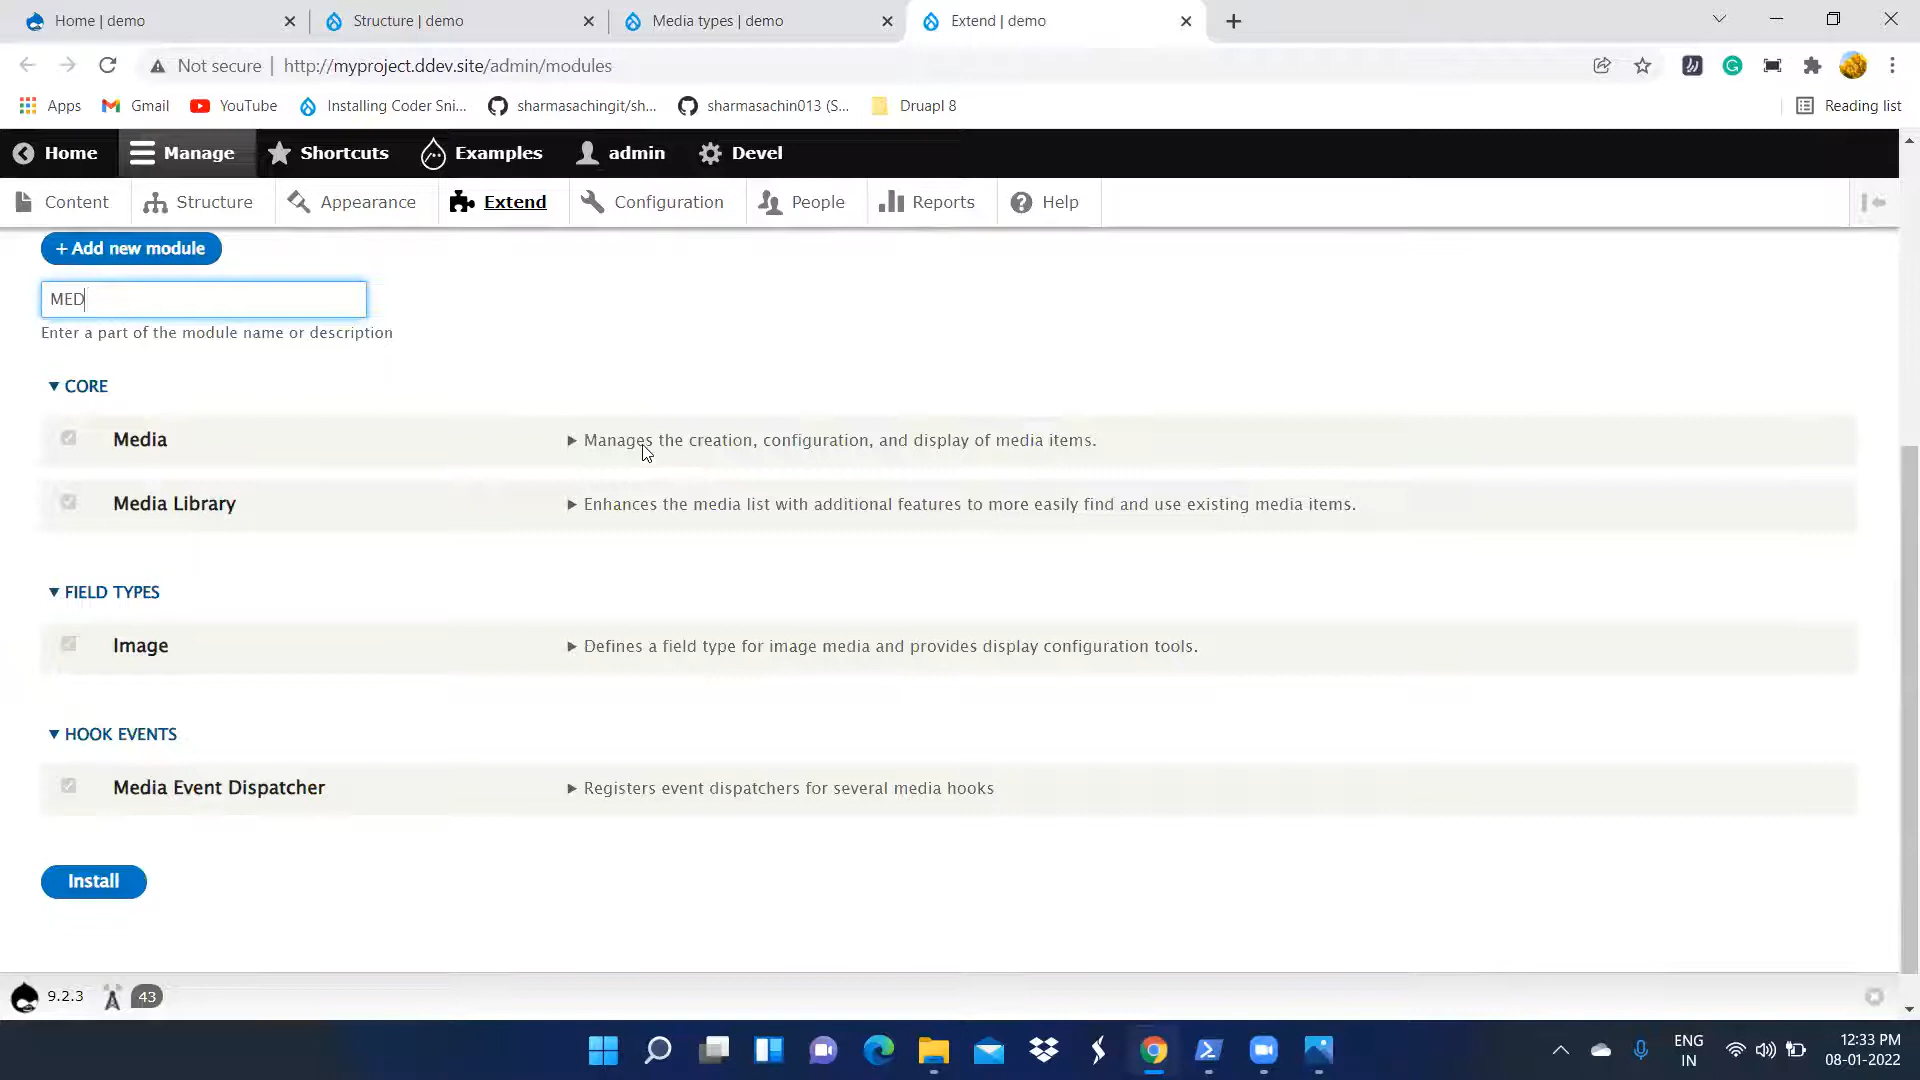 Home | demo
Structure | demo
Media types | demo
Extend | demo
Not secure
http://myproject.ddev.site/admin/modules
Apps
Gmail
YouTube
Installing Coder Sni...
sharmasachingit/sh...
sharmasachin013 (S...
Druapl 8
Reading list
Home
Manage
Shortcuts
Examples
admin
Devel
Content
Structure
Appearance
Extend
Configuration
People
Reports
Help
+ Add new module
MED
Enter a part of the module name or description
▼ CORE
Media
► Manages the creation, configuration, and display of media items.
Media Library
► Enhances the media list with additional features to more easily find and use existing media items.
▼ FIELD TYPES
Image
► Defines a field type for image media and provides display configuration tools.
▼ HOOK EVENTS
Media Event Dispatcher
► Registers event dispatchers for several media hooks
Install
9.2.3
43
ENG
IN
12:33 PM
08-01-2022